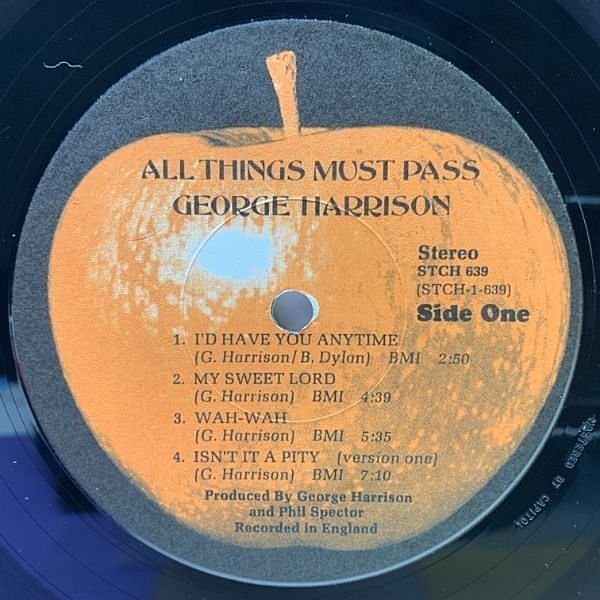 ALL THINGS MUST PASS
GEORGE HARRISON
Stereo
STCH 639
(STCH-1-639)
Side One
1. I'D HAVE YOU ANYTIME
(G. Harrison/B. Dylan) BMI 2:50
2. MY SWEET LORD
(G. Harrison) BMI 4:39
3. WAH-WAH
(G. Harrison) BMI 5:35
4. ISN'T IT A PITY (version one)
(G. Harrison) BMI 7:10
Produced By George Harrison
and Phil Spector
Recorded in England
MASTERED BY CAPITOL